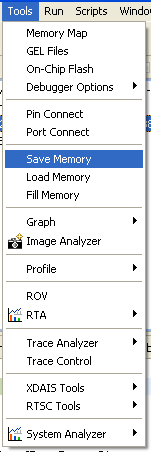 Tools Run Scripts Window
Memory Map
GEL Files
On-Chip Flash
Debugger Options
Pin Connect
Port Connect
Save Memory
Load Memory
Fill Memory
Graph
Image Analyzer
Profile
ROV
RTA
Trace Analyzer
Trace Control
XDAIS Tools
RTSC Tools
System Analyzer